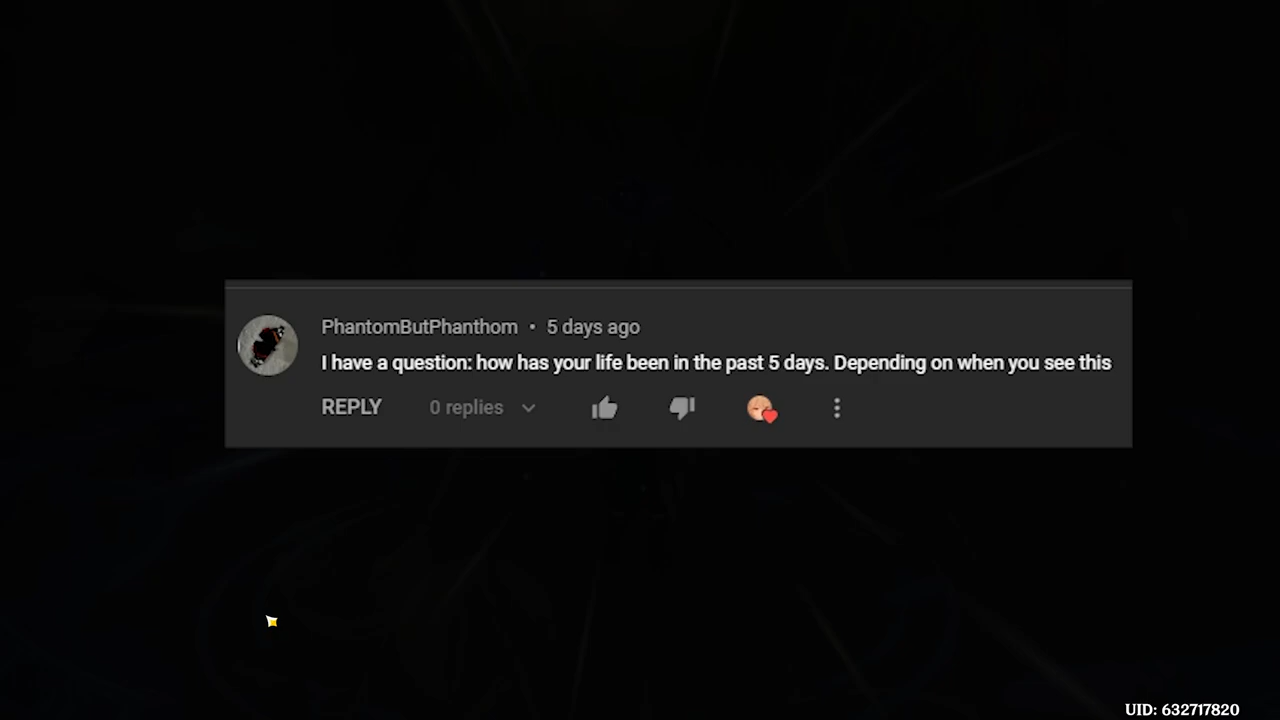 PhantomButPhanthom • 5 days ago
I have a question: how has your life been in the past 5 days. Depending on when you see this
REPLY 0 replies
UID: 632717820